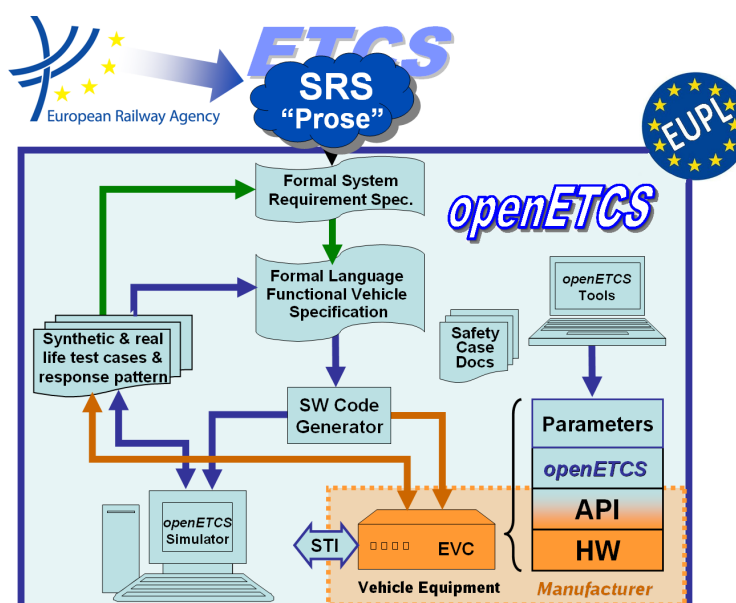 ETCS
SRS
“Prose”
European Railway Agency
EUPL
Formal System
Requirement Spec.
openETCS
Formal Language
Functional Vehicle
Specification
openETCS
Tools
Synthetic & real
life test cases &
response pattern
Safety
Case
Docs
SW Code
Generator
Parameters
openETCS
API
HW
openETCS
Simulator
STI
EVC
Vehicle Equipment
Manufacturer